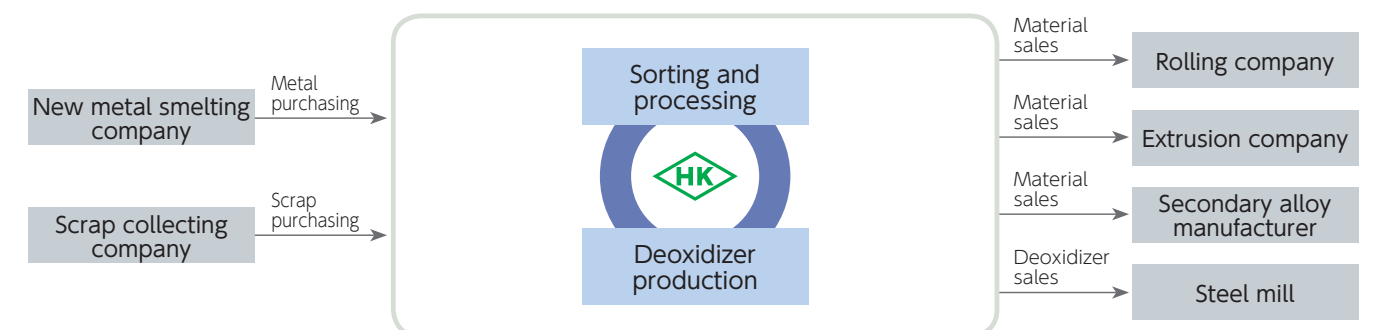 New metal smelting
company
Metal
purchasing
Scrap collecting
company
Scrap
purchasing
Sorting and
processing
HK
Deoxidizer
production
Material
sales
Rolling company
Material
sales
Extrusion company
Material
sales
Secondary alloy
manufacturer
Deoxidizer
sales
Steel mill